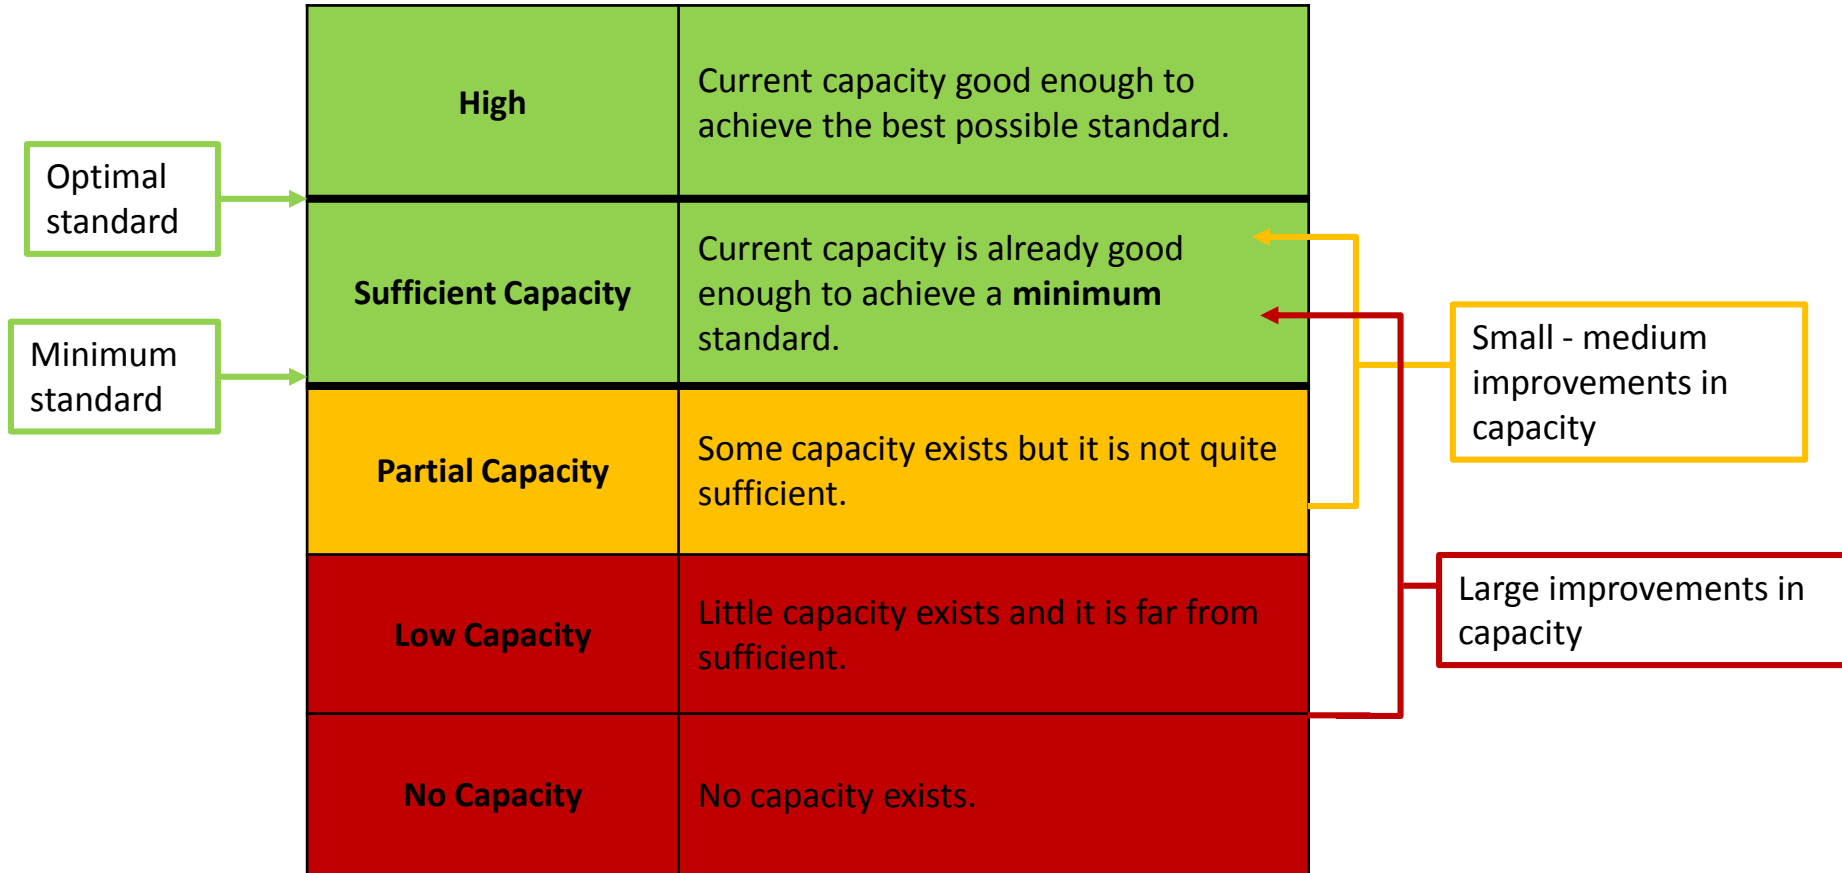 High
Current capacity good enough to
achieve the best possible standard.
Optimal
standard
Sufficient Capacity
Current capacity is already good
enough to achieve a minimum
standard.
Minimum
standard
Small - medium
improvements in
capacity
Partial Capacity
Some capacity exists but it is not quite
sufficient.
Low Capacity
Little capacity exists and it is far from
sufficient.
Large improvements in
capacity
No Capacity
No capacity exists.